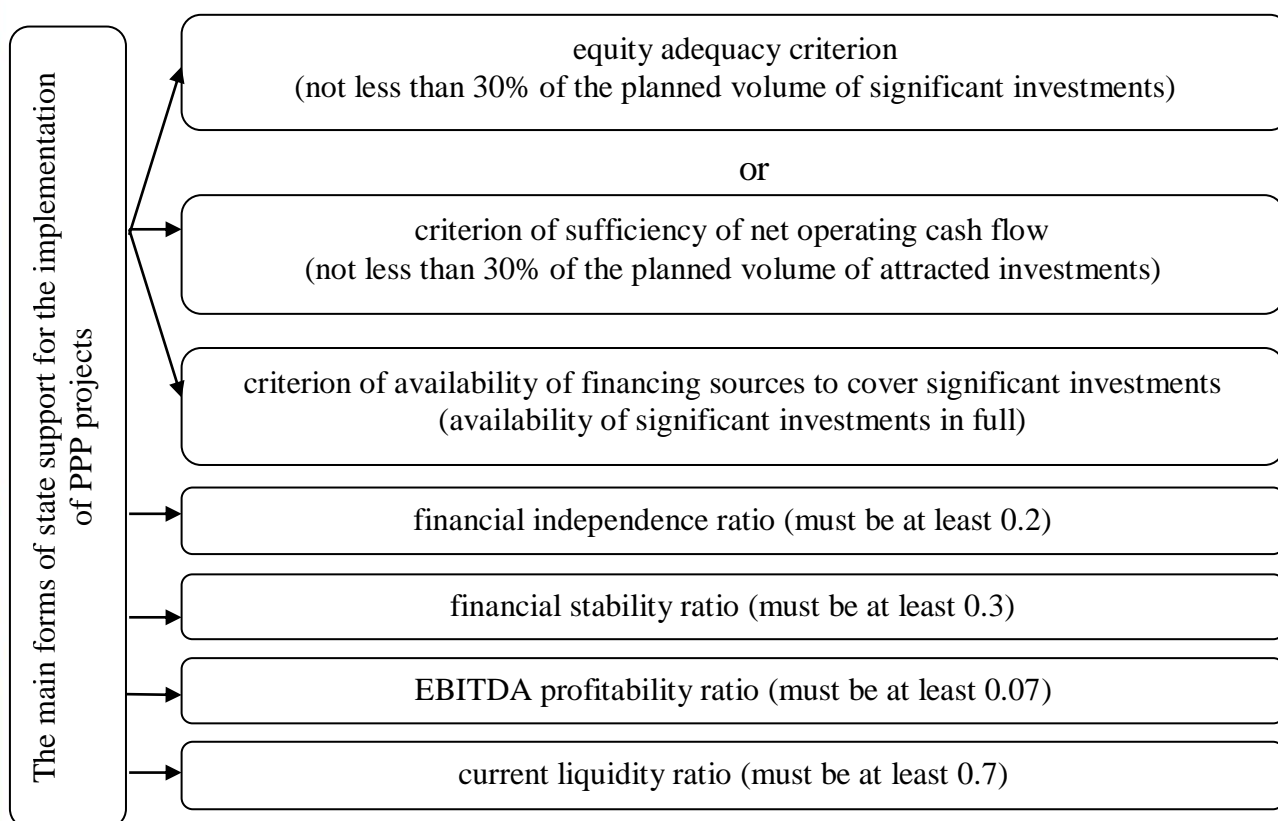 The main forms of state support for the implementation
of PPP projects
equity adequacy criterion
(not less than 30% of the planned volume of significant investments)
or
criterion of sufficiency of net operating cash flow
(not less than 30% of the planned volume of attracted investments)
criterion of availability of financing sources to cover significant investments
(availability of significant investments in full)
financial independence ratio (must be at least 0.2)
financial stability ratio (must be at least 0.3)
EBITDA profitability ratio (must be at least 0.07)
current liquidity ratio (must be at least 0.7)